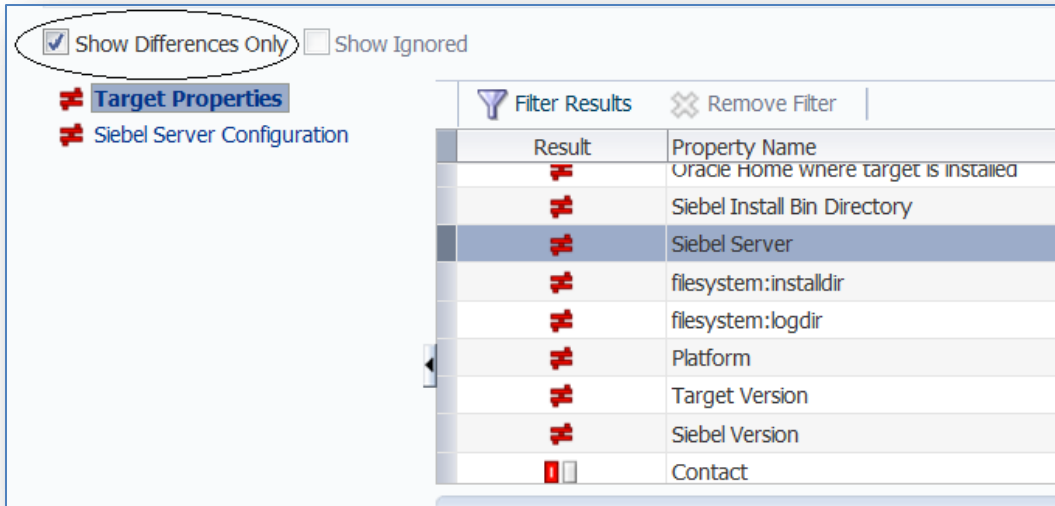 Show Differences Only Show Ignored
Target Properties
Siebel Server Configuration
Filter Results Remove Filter
Result Property Name
Oracle Home where target is installed
Siebel Install Bin Directory
Siebel Server
filesystem:installdir
filesystem:logdir
Platform
Target Version
Siebel Version
Contact